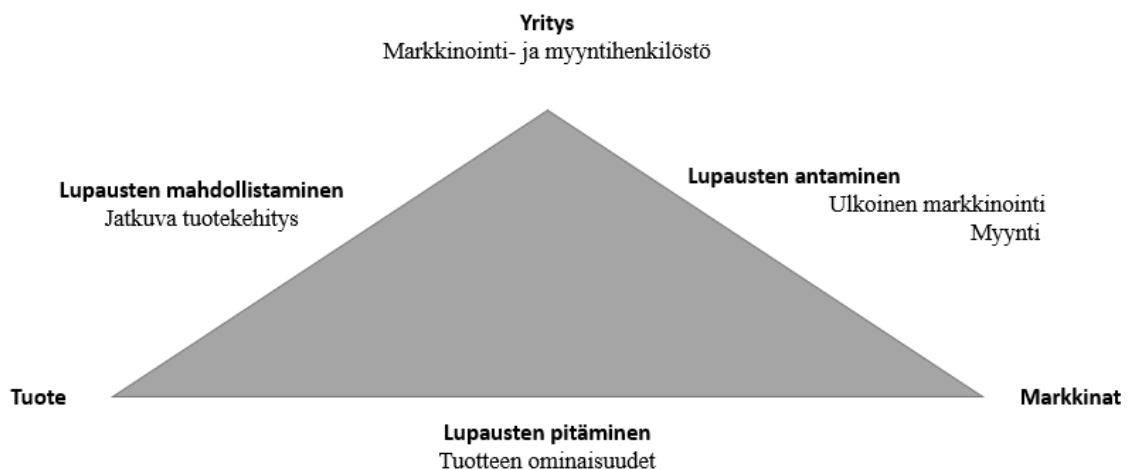 Yritys
Markkinointi- ja myyntihenkilöstö
Lupausten mahdollistaminen
Jatkuva tuotekehitys
Lupausten antaminen
Ulkoinen markkinointi
Myynti
Tuote
Markkinat
Lupausten pitäminen
Tuotteen ominaisuudet